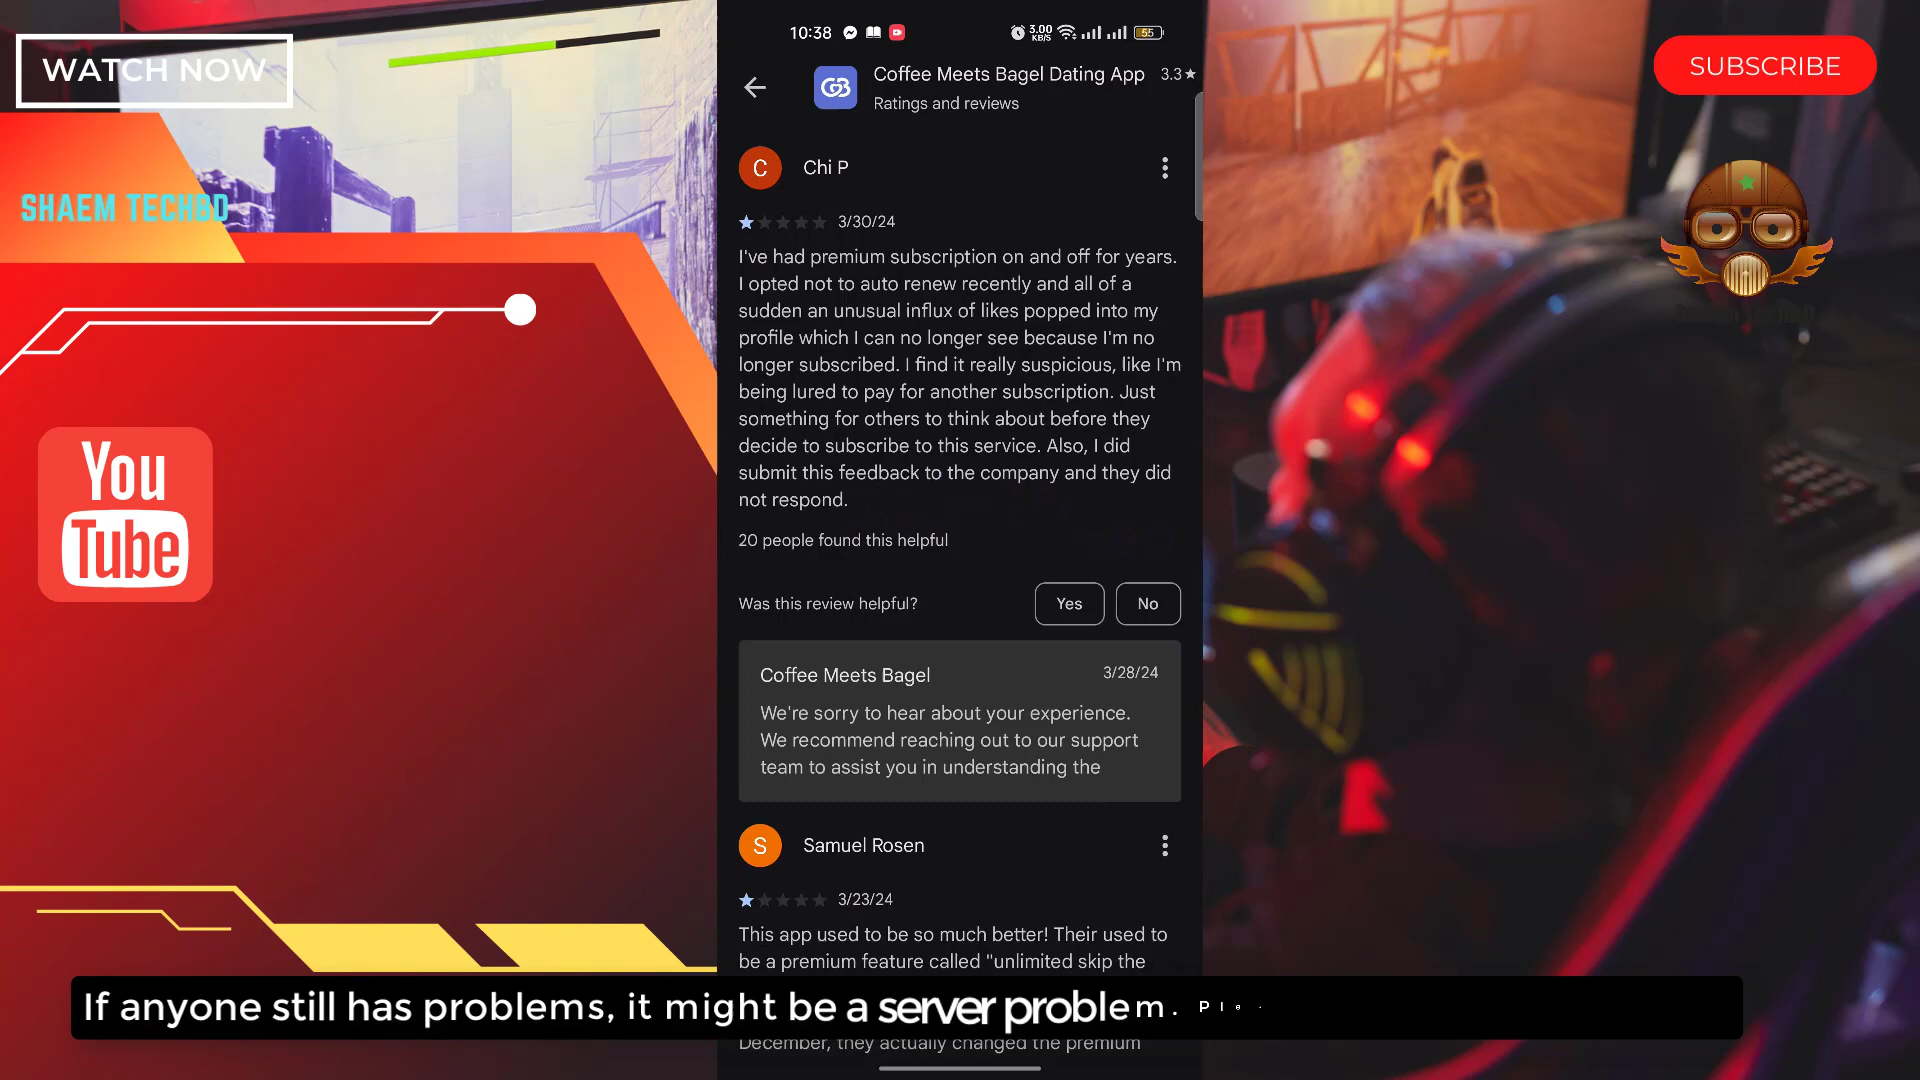 WATCH NOW
SHAEM TECHBD
You
Tube
10:38
3.00
KB/S
55
Coffee Meets Bagel Dating App 3.3★
Ratings and reviews
C
Chi P
3/30/24
I've had premium subscription on and off for years.
I opted not to auto renew recently and all of a
sudden an unusual influx of likes popped into my
profile which I can no longer see because I'm no
longer subscribed. I find it really suspicious, like I'm
being lured to pay for another subscription. Just
something for others to think about before they
decide to subscribe to this service. Also, I did
submit this feedback to the company and they did
not respond.
20 people found this helpful
Was this review helpful?
Yes
No
Coffee Meets Bagel 3/28/24
We're sorry to hear about your experience.
We recommend reaching out to our support
team to assist you in understanding the
S
Samuel Rosen
3/23/24
This app used to be so much better! Their used to
be a premium feature called "unlimited skip the
If anyone still has problems, it might be a server problem. Ple
December, they actually changed the premium
SUBSCRIBE